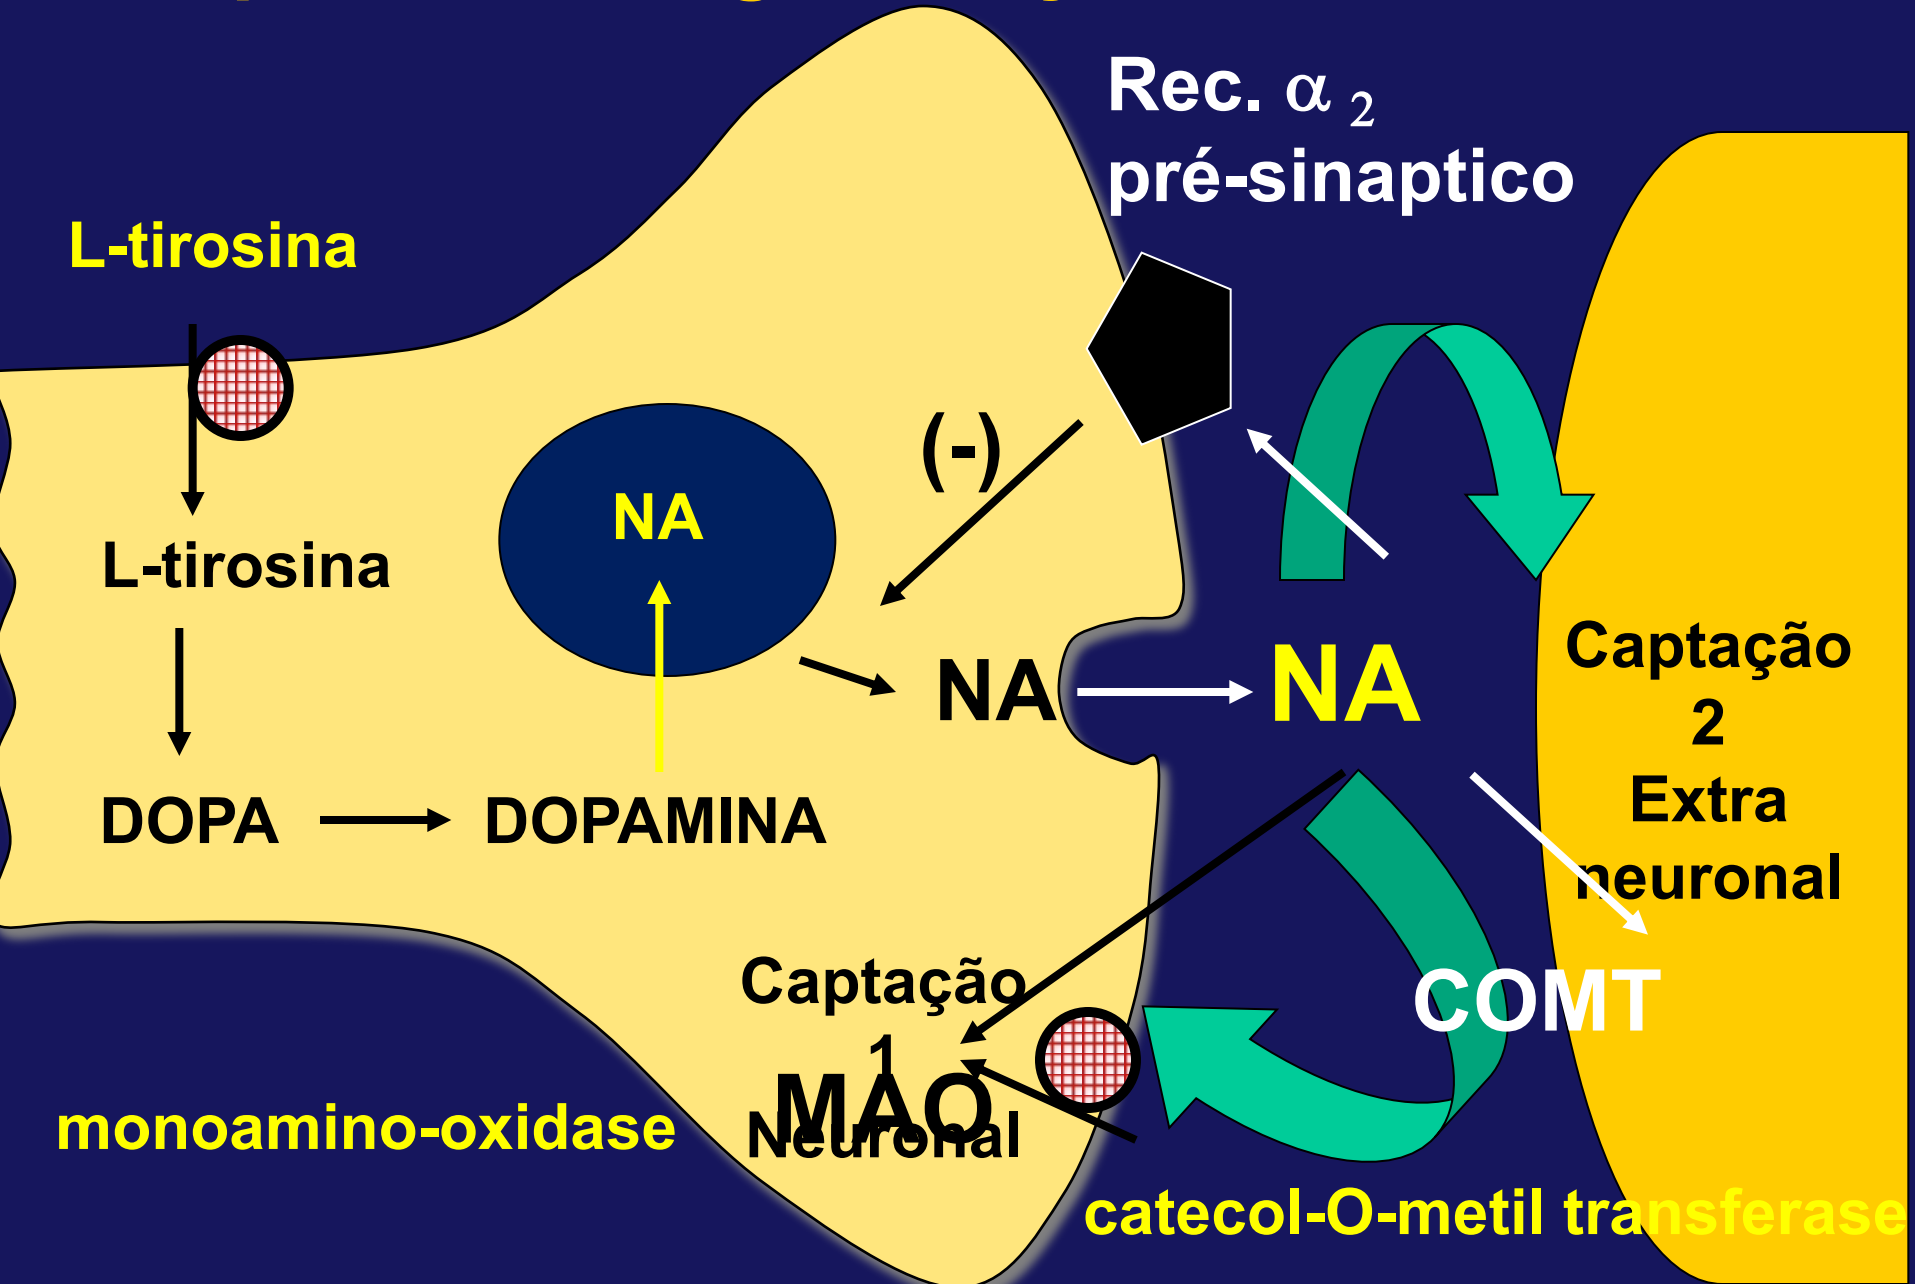 Rec. α 2
pré-sinaptico
L-tirosina
NA
(-)
L-tirosina
NA
NA
Captação
2
Extra
neuronal
DOPA
DOPAMINA
Captação
1
Neuronal
MAO
COMT
monoamino-oxidase
catecol-O-metil transferase